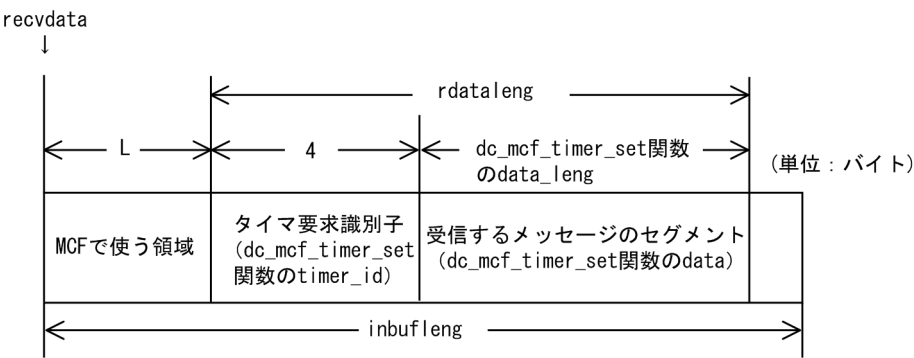 recvdata
↓
rdataleng
L
4
dc_mcf_timer_set関数
のdata_leng
(単位：バイト)
MCFで使う領域
タイマ要求識別子
(dc_mcf_timer_set
関数のtimer_id)
受信するメッセージのセグメント
(dc_mcf_timer_set関数のdata)
inbufleng